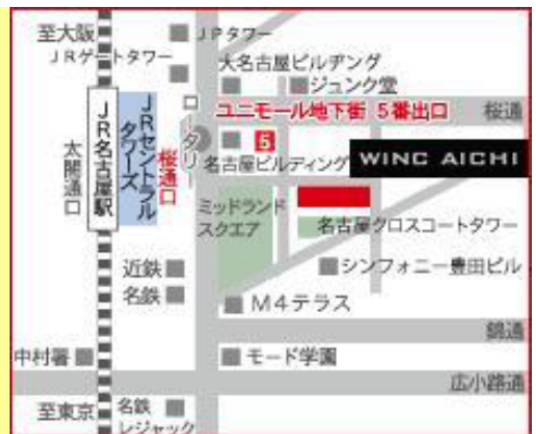 至大阪
JPタワー
JRゲートタワー
大名古屋ビルヂング
ジュンク堂
ユニモール地下街 5番出口
桜通
ロータリー
JR名古屋駅
JRセントラルタワーズ
桜通口
太閤通口
5
名古屋ビルディング
WINC AICHI
ミッドランド
スクエア
名古屋クロスコートタワー
近鉄
シンフォニー豊田ビル
名鉄
M4テラス
錦通
中村署
モード学園
広小路通
至東京
名鉄
レジャック